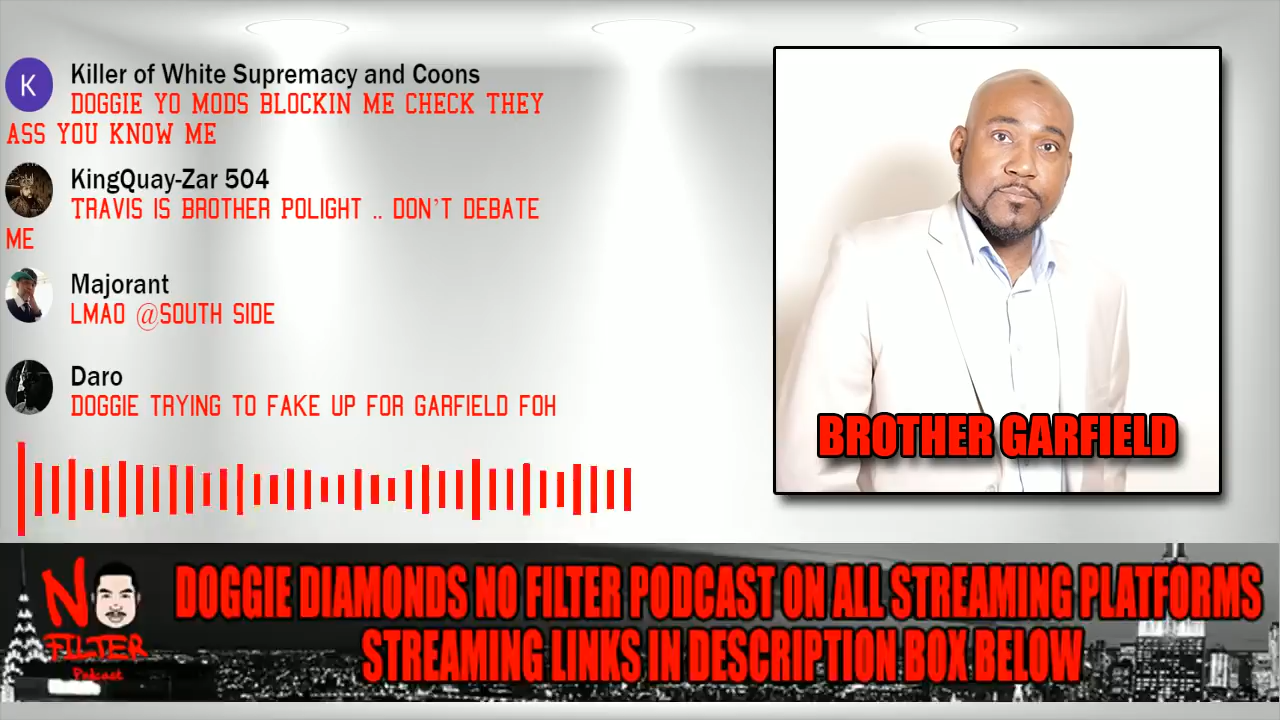 K
Killer of White Supremacy and Coons
DOGGIE YO MODS BLOCKIN ME CHECK THEY
ASS YOU KNOW ME
KingQuay-Zar 504
TRAVIS IS BROTHER POLIGHT .. DON'T DEBATE
ME
Majorant
LMAO @SOUTH SIDE
Daro
DOGGIE TRYING TO FAKE UP FOR GARFIELD FOH
BROTHER GARFIELD
NO FILTER
Podcast
DOGGIE DIAMONDS NO FILTER PODCAST ON ALL STREAMING PLATFORMS
STREAMING LINKS IN DESCRIPTION BOX BELOW